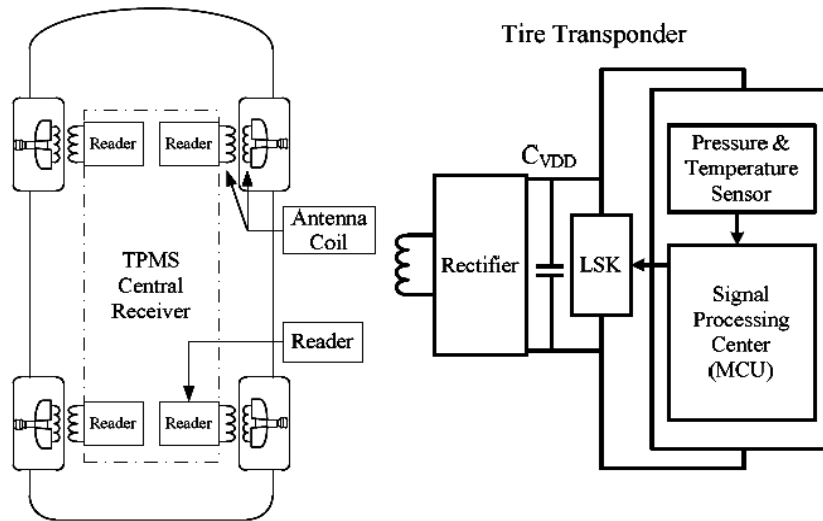 Tire Transponder
Reader
Reader
Antenna
Coil
TPMS
Central
Receiver
Reader
Reader
Reader
C_VDD
Rectifier
LSK
Pressure &
Temperature
Sensor
Signal
Processing
Center
(MCU)